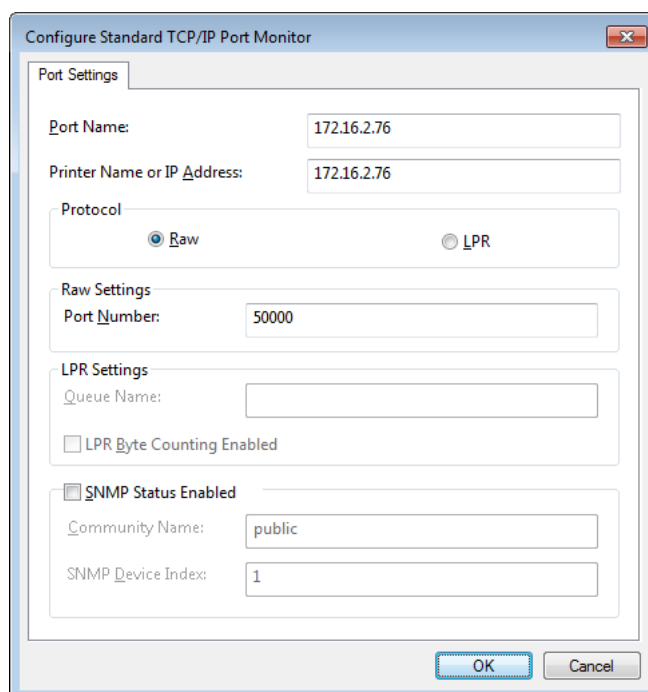 Configure Standard TCP/IP Port Monitor
Port Settings
Port Name: 172.16.2.76
Printer Name or IP Address: 172.16.2.76
Protocol
Raw LPR
Raw Settings
Port Number: 50000
LPR Settings
Queue Name:
LPR Byte Counting Enabled
SNMP Status Enabled
Community Name: public
SNMP Device Index: 1
OK Cancel